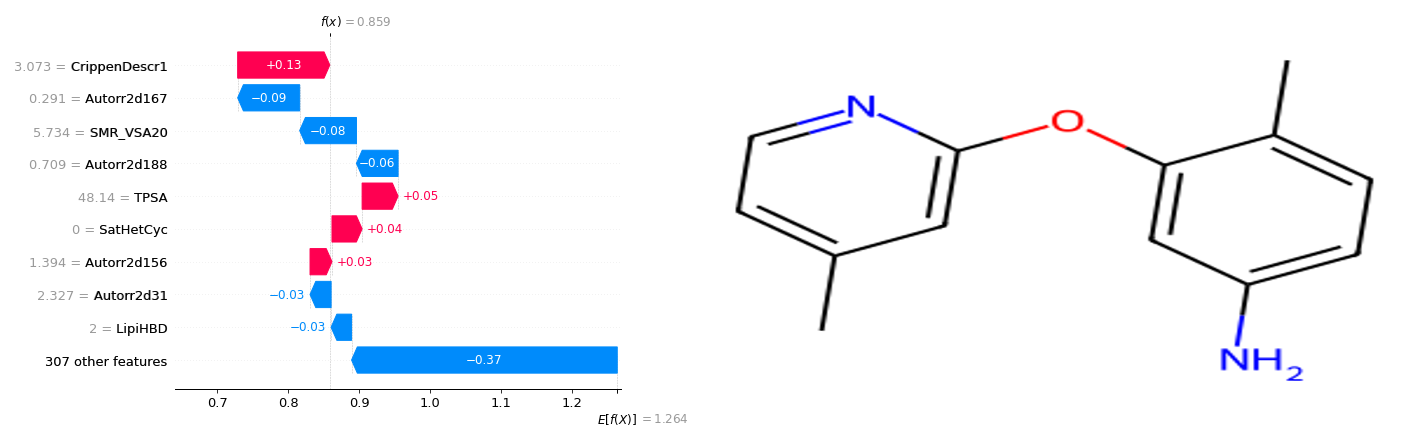 f(x) = 0.859
3.073 = CrippenDescr1
+0.13
0.291 = Autorr2d167
−0.09
5.734 = SMR_VSA20
−0.08
0.709 = Autorr2d188
−0.06
48.14 = TPSA
+0.05
0 = SatHetCyc
+0.04
1.394 = Autorr2d156
+0.03
2.327 = Autorr2d31
−0.03
2 = LipiHBD
−0.03
307 other features
−0.37
0.7 0.8 0.9 1.0 1.1 1.2
E[f(X)] = 1.264
N
O
NH2